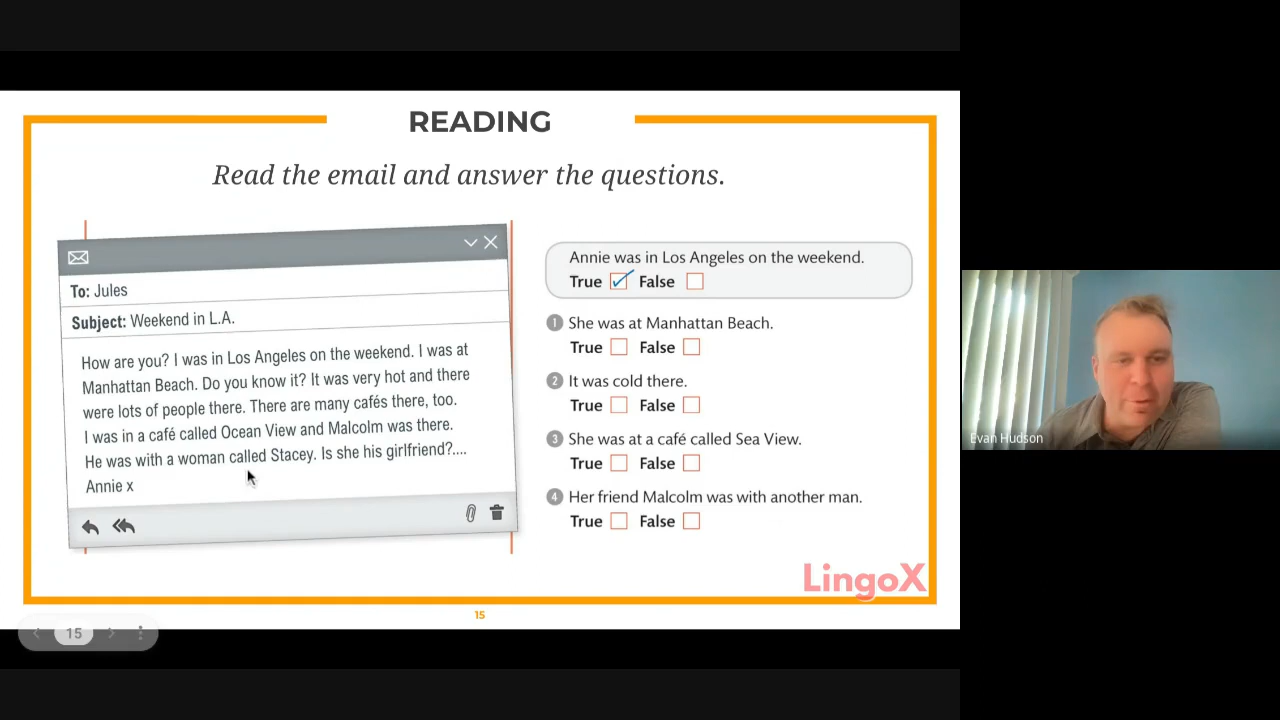 READING
Read the email and answer the questions.
To: Jules
Subject: Weekend in L.A.
How are you? I was in Los Angeles on the weekend. I was at
Manhattan Beach. Do you know it? It was very hot and there
were lots of people there. There are many cafés there, too.
I was in a café called Ocean View and Malcolm was there.
He was with a woman called Stacey. Is she his girlfriend?....
Annie x
Annie was in Los Angeles on the weekend.
True False
1 She was at Manhattan Beach.
True False
2 It was cold there.
True False
3 She was at a café called Sea View.
True False
4 Her friend Malcolm was with another man.
True False
LingoX
15
15
Evan Hudson